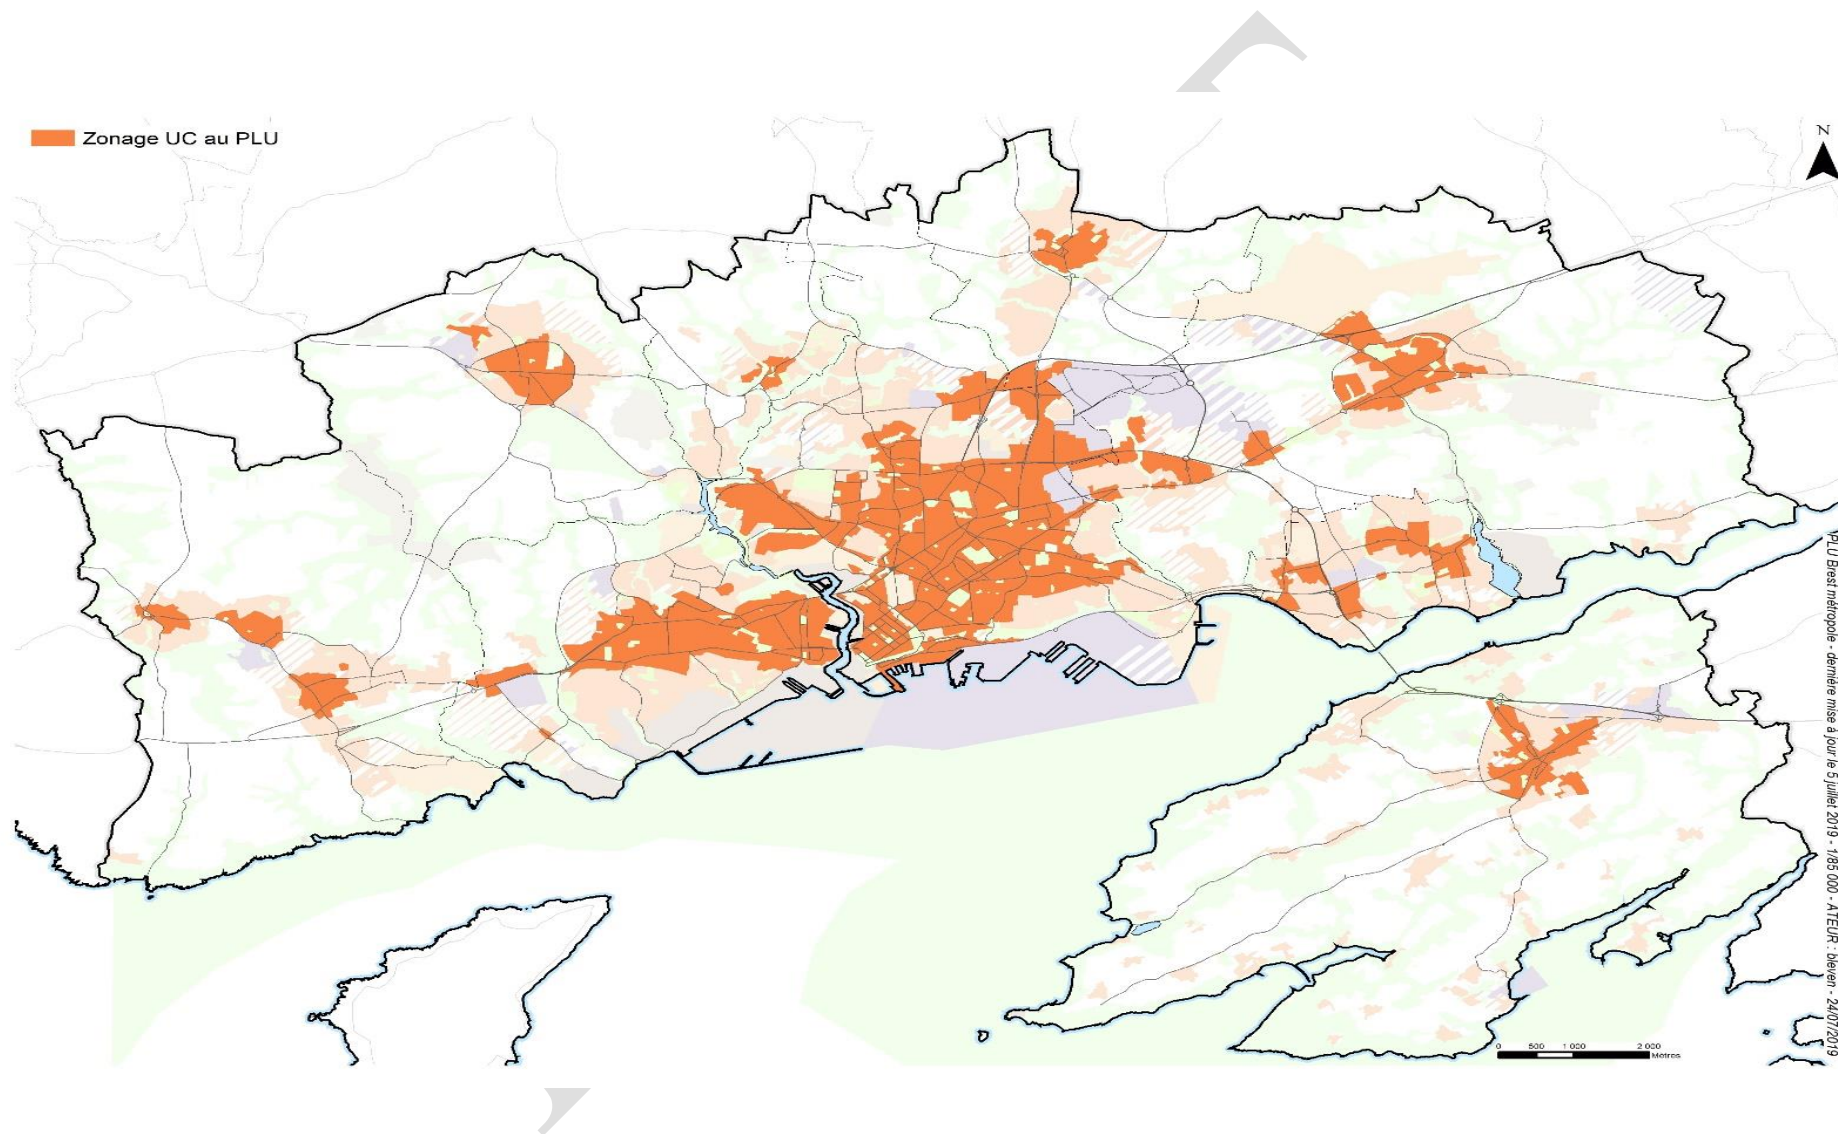 Zonage UC au PLU
N
PLU Brest métropole - dernière mise à jour le 5 juillet 2019 - 1/85 000 - ATEUR : bleven - 24/07/2019
0 500 1 000 2 000
Mètres